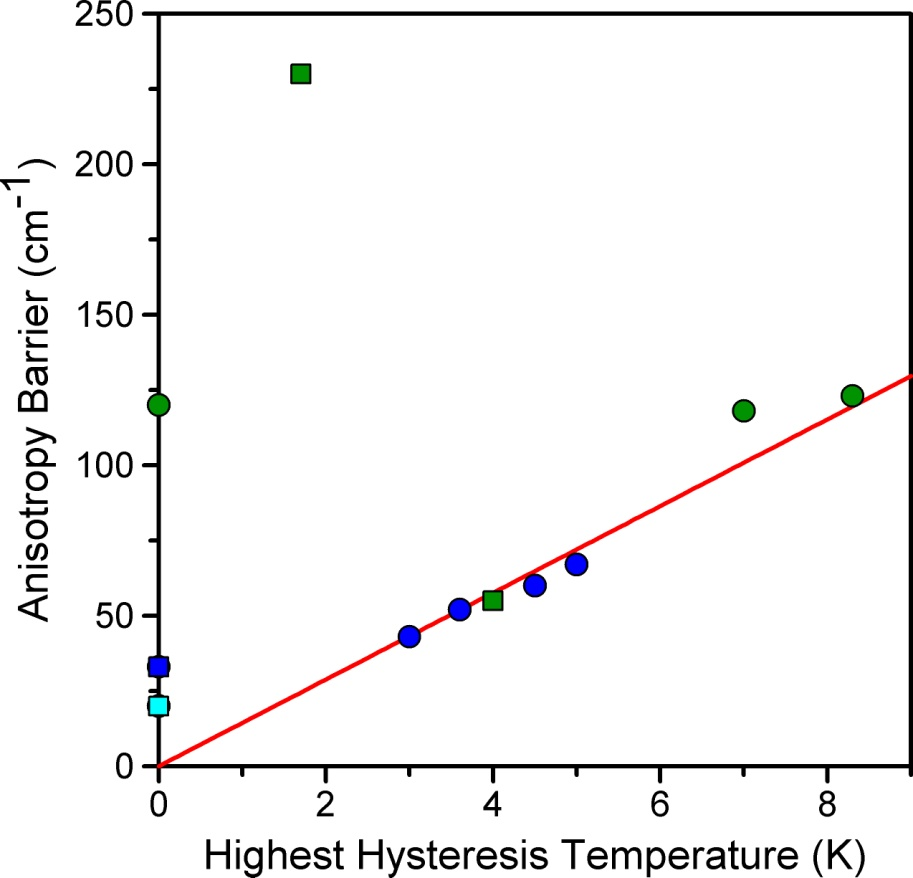 250
200
150
100
50
0
0 2 4 6 8
Anisotropy Barrier (cm⁻¹)
Highest Hysteresis Temperature (K)